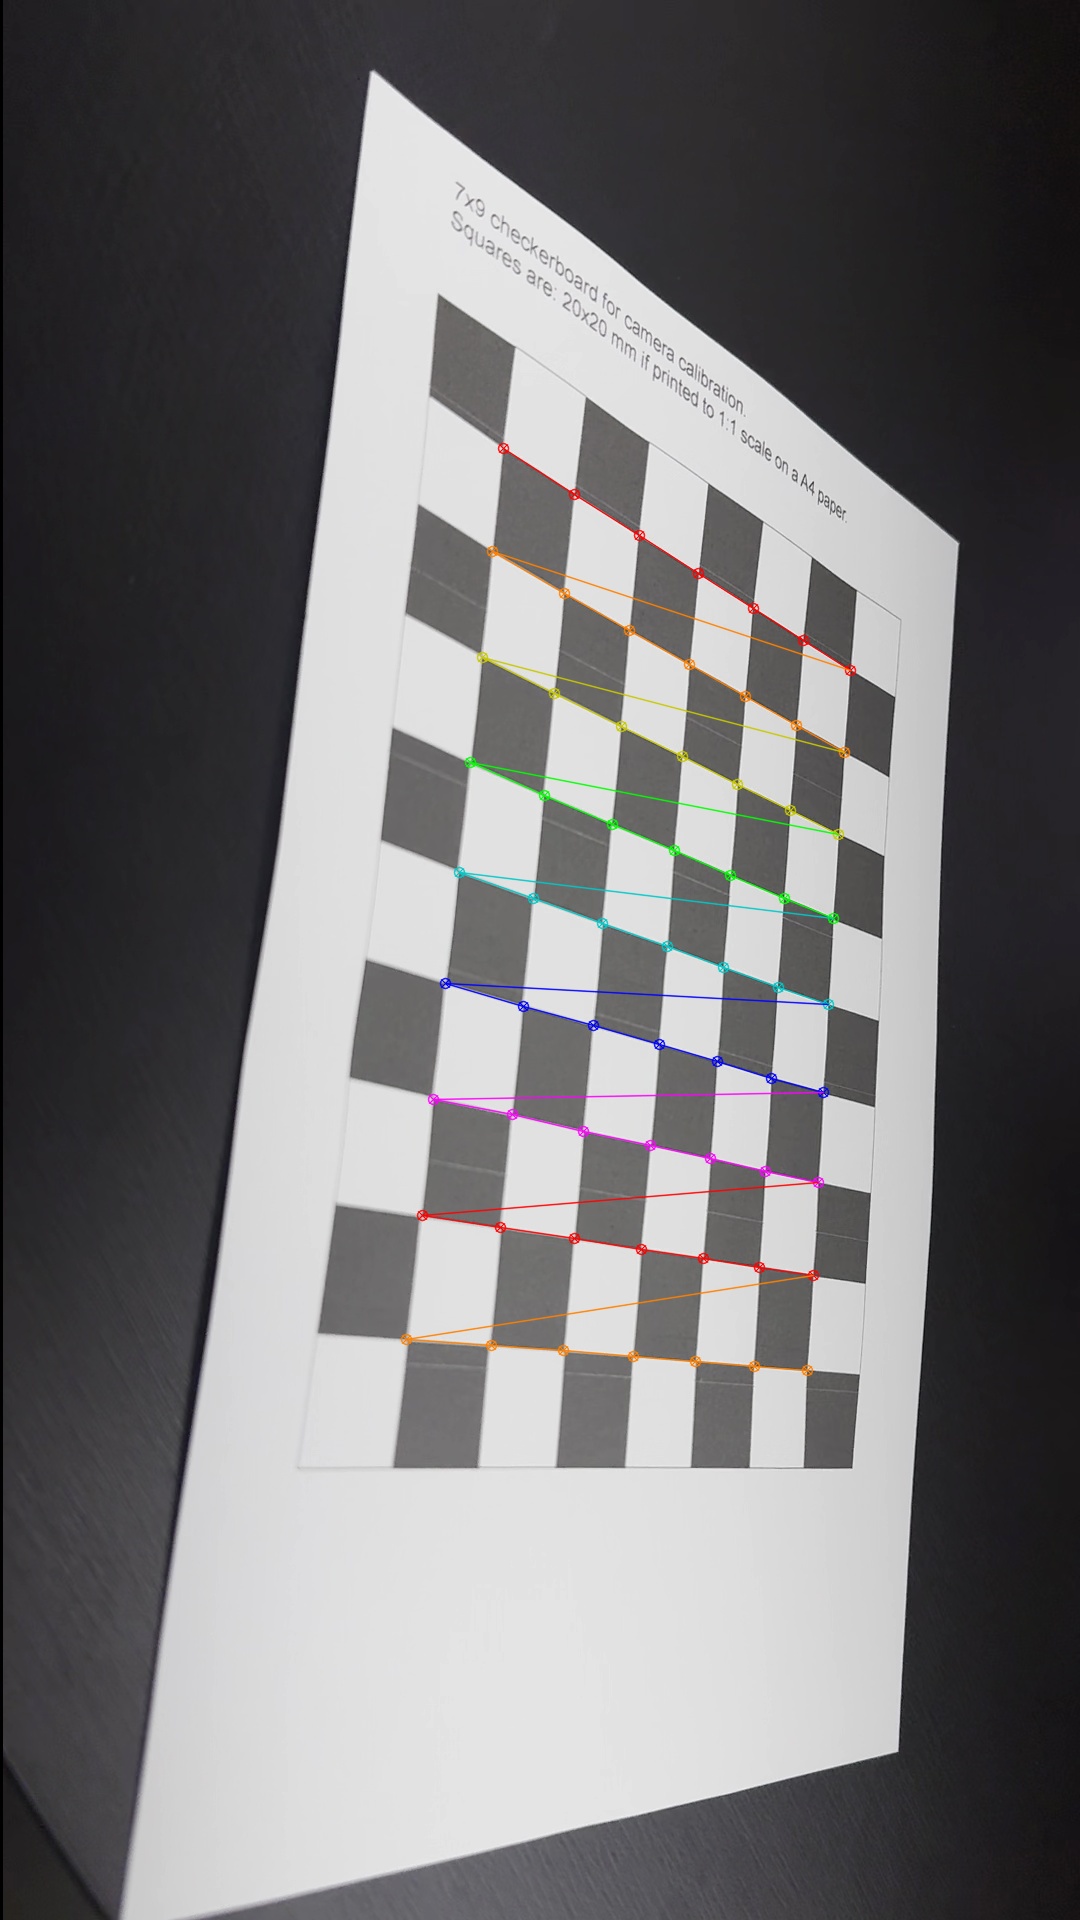 7x9 checkerboard for camera calibration.
Squares are: 20x20 mm if printed to 1:1 scale on a A4 paper.